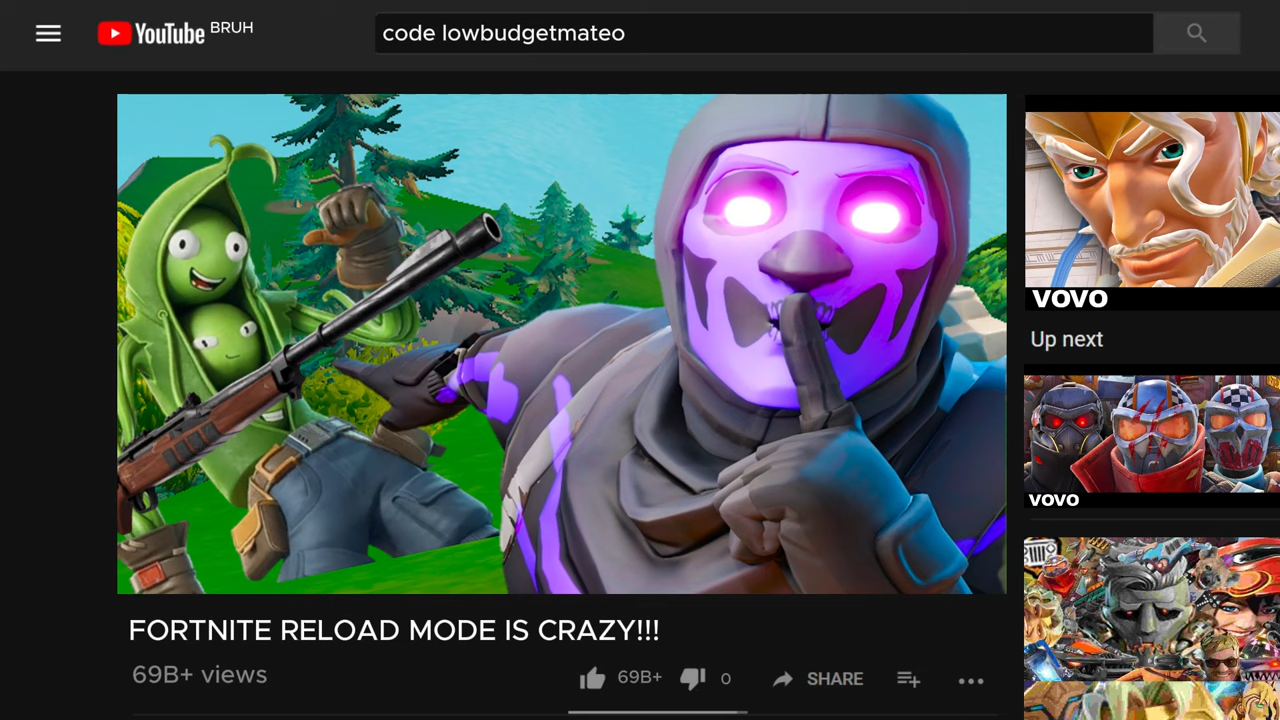 YouTube BRUH
code lowbudgetmateo
VOVO
Up next
VOVO
FORTNITE RELOAD MODE IS CRAZY!!!
69B+ views
69B+
0
SHARE